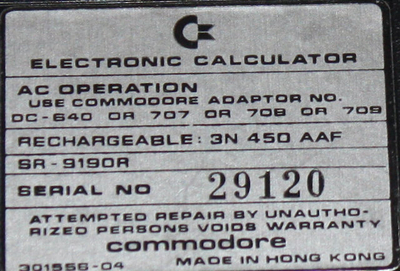 ELECTRONIC CALCULATOR
AC OPERATION
USE COMMODORE ADAPTOR NO.
DC-640 OR 707 OR 708 OR 709
RECHARGEABLE: 3N 450 AAF
SR-9190R
SERIAL NO 29120
ATTEMPTED REPAIR BY UNAUTHO-
RIZED PERSONS VOIDS WARRANTY
commodore
301556-04 MADE IN HONG KONG